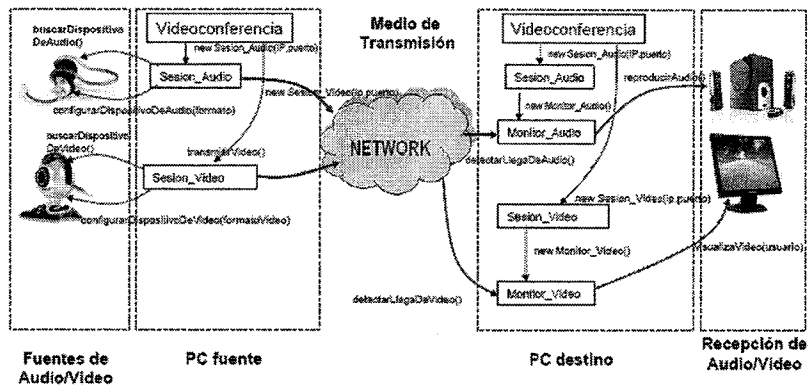 buscarDispositivo
DeAudio()
configurarDispositivoDeAudio(formato)
buscarDispositivo
DeVideo()
configurarDispositivoDeVideo(formatoVideo)
Fuentes de
Audio/Video
Videoconferencia
new Sesion_Audio(IP,puerto)
Sesion_Audio
new Sesion_Video(ip,puerto)
transmitirVideo()
Sesion_Video
PC fuente
Medio de
Transmisión
NETWORK
detectarLlegaDeAudio()
detectarLlegaDeVideo()
Videoconferencia
new Sesion_Audio(IP,puerto)
Sesion_Audio
new Monitor_Audio()
Monitor_Audio
new Sesion_Video(ip,puerto)
Sesion_Video
new Monitor_Video()
Monitor_Video
PC destino
reproducirAudio()
visualizaVideo(usuario)
Recepción de
Audio/Video